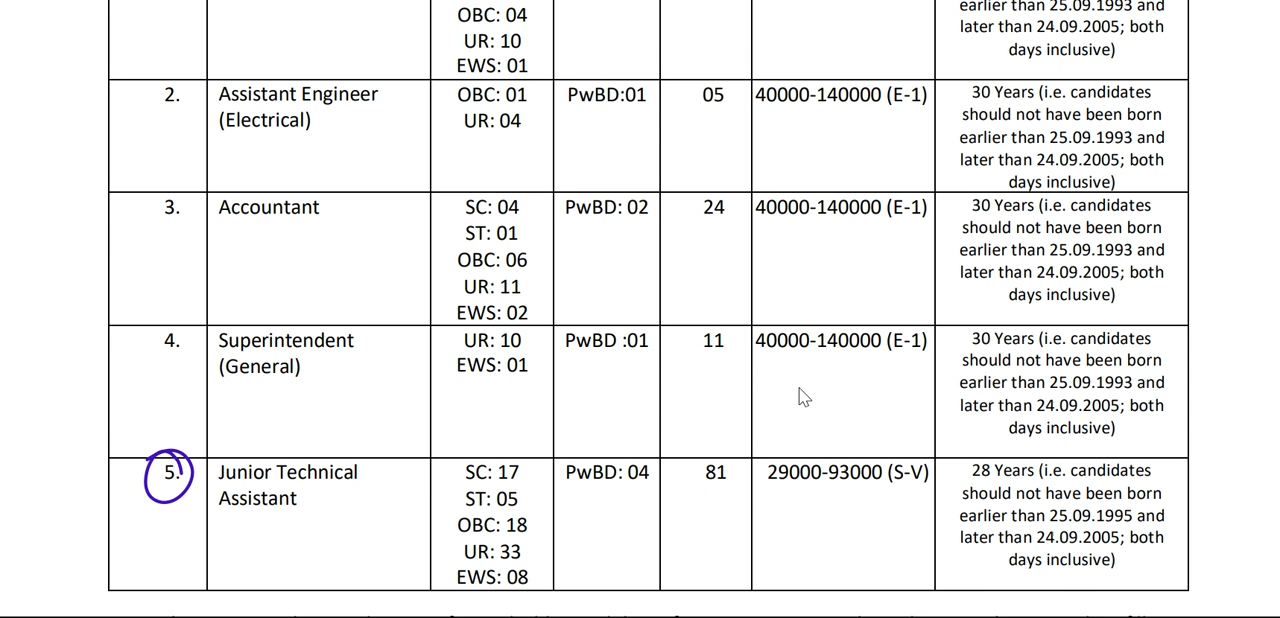 OBC: 04
UR: 10
EWS: 01
earlier than 25.09.1993 and
later than 24.09.2005; both
days inclusive)
2.
Assistant Engineer
(Electrical)
OBC: 01
UR: 04
PwBD:01
05
40000-140000 (E-1)
30 Years (i.e. candidates
should not have been born
earlier than 25.09.1993 and
later than 24.09.2005; both
days inclusive)
3.
Accountant
SC: 04
ST: 01
OBC: 06
UR: 11
EWS: 02
PwBD: 02
24
40000-140000 (E-1)
30 Years (i.e. candidates
should not have been born
earlier than 25.09.1993 and
later than 24.09.2005; both
days inclusive)
4.
Superintendent
(General)
UR: 10
EWS: 01
PwBD :01
11
40000-140000 (E-1)
30 Years (i.e. candidates
should not have been born
earlier than 25.09.1993 and
later than 24.09.2005; both
days inclusive)
5.
Junior Technical
Assistant
SC: 17
ST: 05
OBC: 18
UR: 33
EWS: 08
PwBD: 04
81
29000-93000 (S-V)
28 Years (i.e. candidates
should not have been born
earlier than 25.09.1995 and
later than 24.09.2005; both
days inclusive)